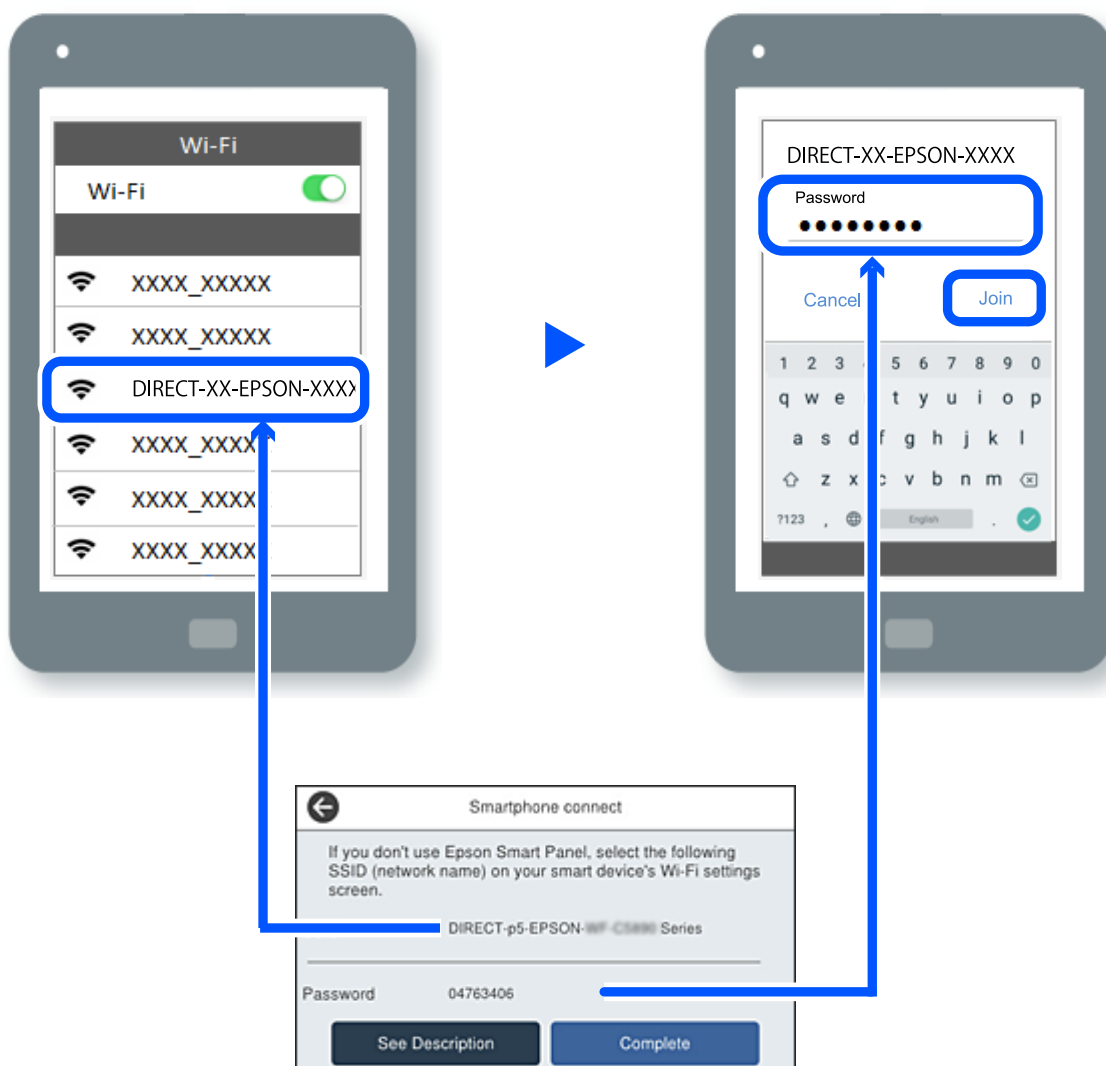 Wi-Fi
Wi-Fi
XXXX_XXXXX
XXXX_XXXXX
DIRECT-XX-EPSON-XXXX
XXXX_XXXX
XXXX_XXXX
XXXX_XXXX
DIRECT-XX-EPSON-XXXX
Password
●●●●●●●●
Cancel
Join
1 2 3 5 6 7 8 9 0
q w e t y u i o p
a s d f g h j k l
z x c v b n m
?123 , English .
Smartphone connect
If you don't use Epson Smart Panel, select the following
SSID (network name) on your smart device's Wi-Fi settings
screen.
DIRECT-p5-EPSON- Series
Password 04763406
See Description
Complete